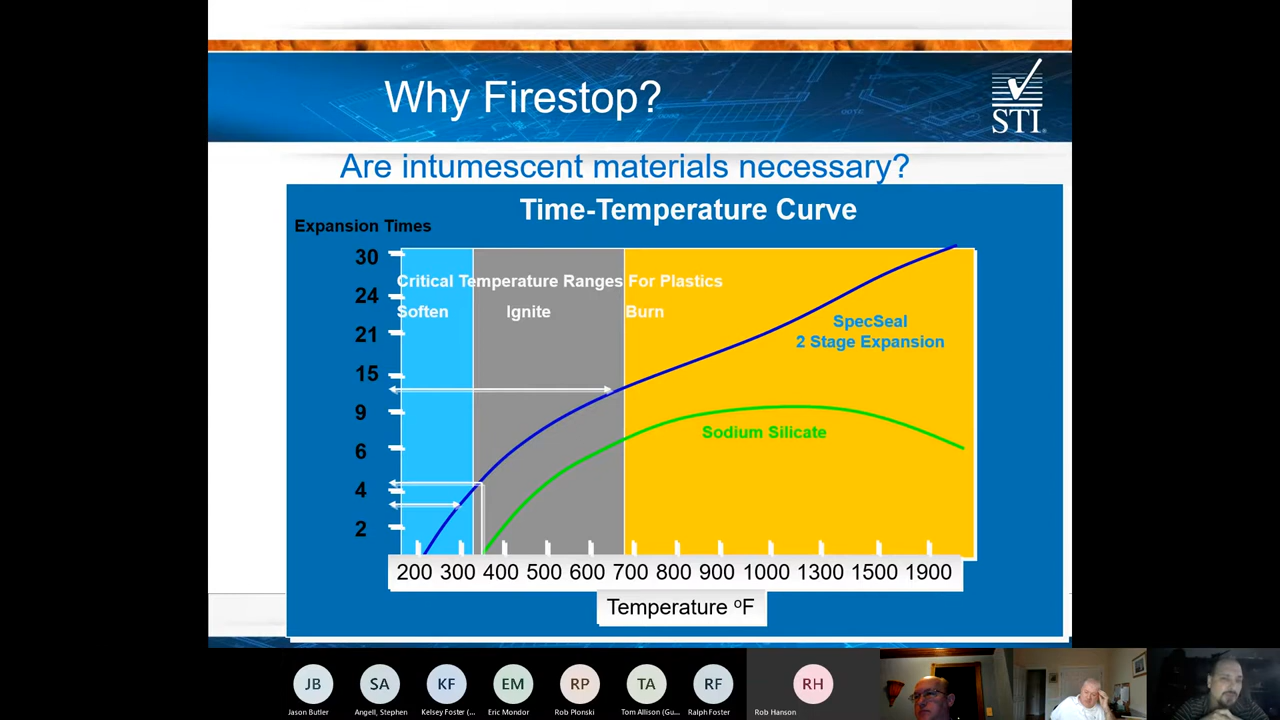 Why Firestop?
STI®
Are intumescent materials necessary?
Time-Temperature Curve
Expansion Times
30
24
21
15
9
6
4
2
Critical Temperature Ranges For Plastics
Soften Ignite Burn
SpecSeal
2 Stage Expansion
Sodium Silicate
200 300 400 500 600 700 800 900 1000 1300 1500 1900
Temperature ºF
JB SA KF EM RP TA RF RH
Jason Butler Angell, Stephen Kelsey Foster (... Eric Mondor Rob Plonski Tom Allison (Gu... Ralph Foster Rob Hanson